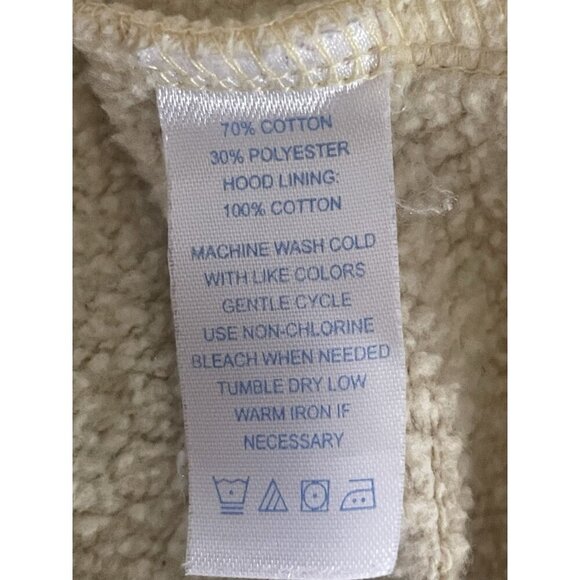 70% COTTON
30% POLYESTER
HOOD LINING:
100% COTTON
MACHINE WASH COLD
WITH LIKE COLORS
GENTLE CYCLE
USE NON-CHLORINE
BLEACH WHEN NEEDED
TUMBLE DRY LOW
WARM IRON IF
NECESSARY